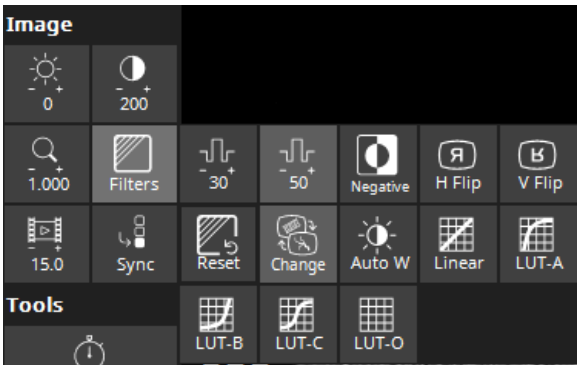 Image
- +
0
- +
200
- +
1.000
Filters
- +
30
- +
50
Negative
H Flip
V Flip
- +
15.0
Sync
Reset
Change
Auto W
Linear
LUT-A
Tools
LUT-B
LUT-C
LUT-O